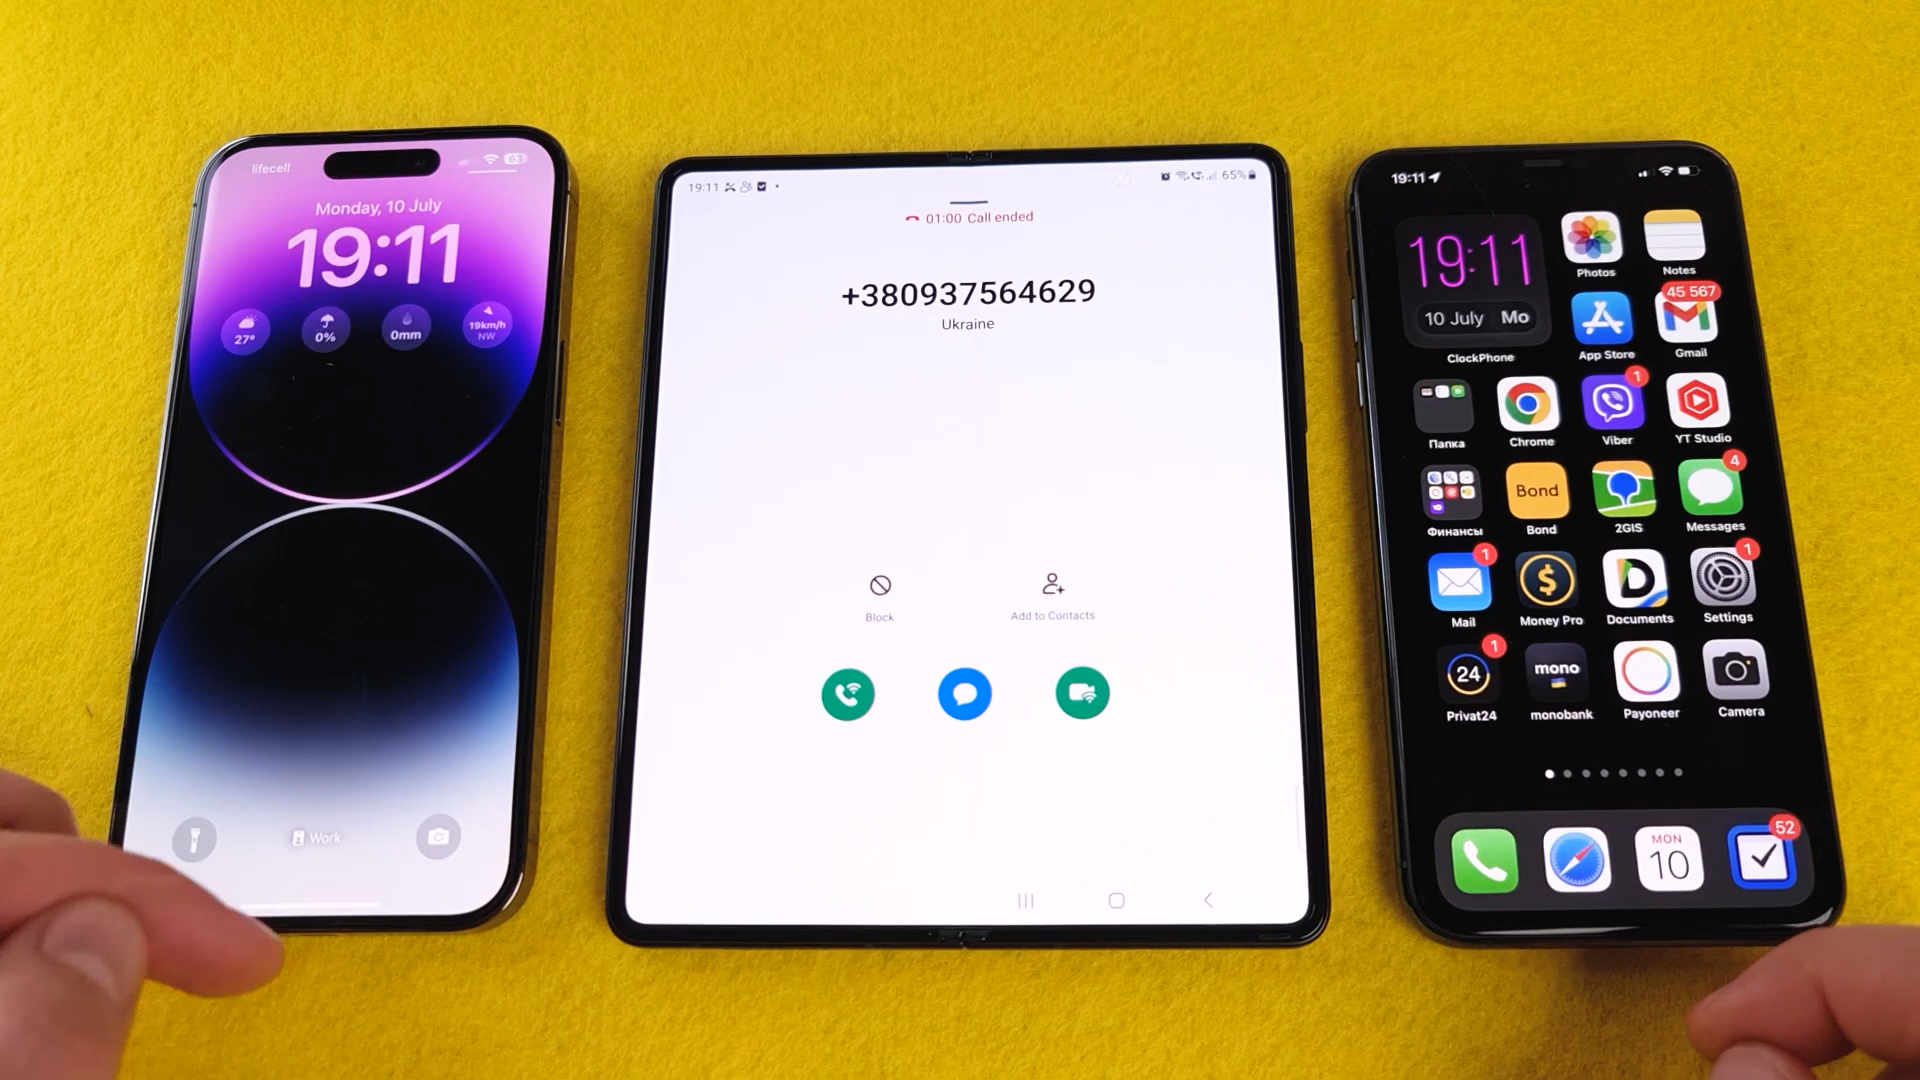 lifecell
63
Monday, 10 July
19:11
27°
0%
0mm
19km/h
NW
Work
19:11
65%
01:00 Call ended
+380937564629
Ukraine
Block
Add to Contacts
19:11
19:11
10 July Mo
ClockPhone
Photos
Notes
App Store
45 567
Gmail
Папка
Chrome
1
Viber
YT Studio
Финансы
Bond
Bond
2GIS
4
Messages
1
Mail
Money Pro
Documents
1
Settings
24
1
Privat24
mono
monobank
Payoneer
Camera
MON
10
52